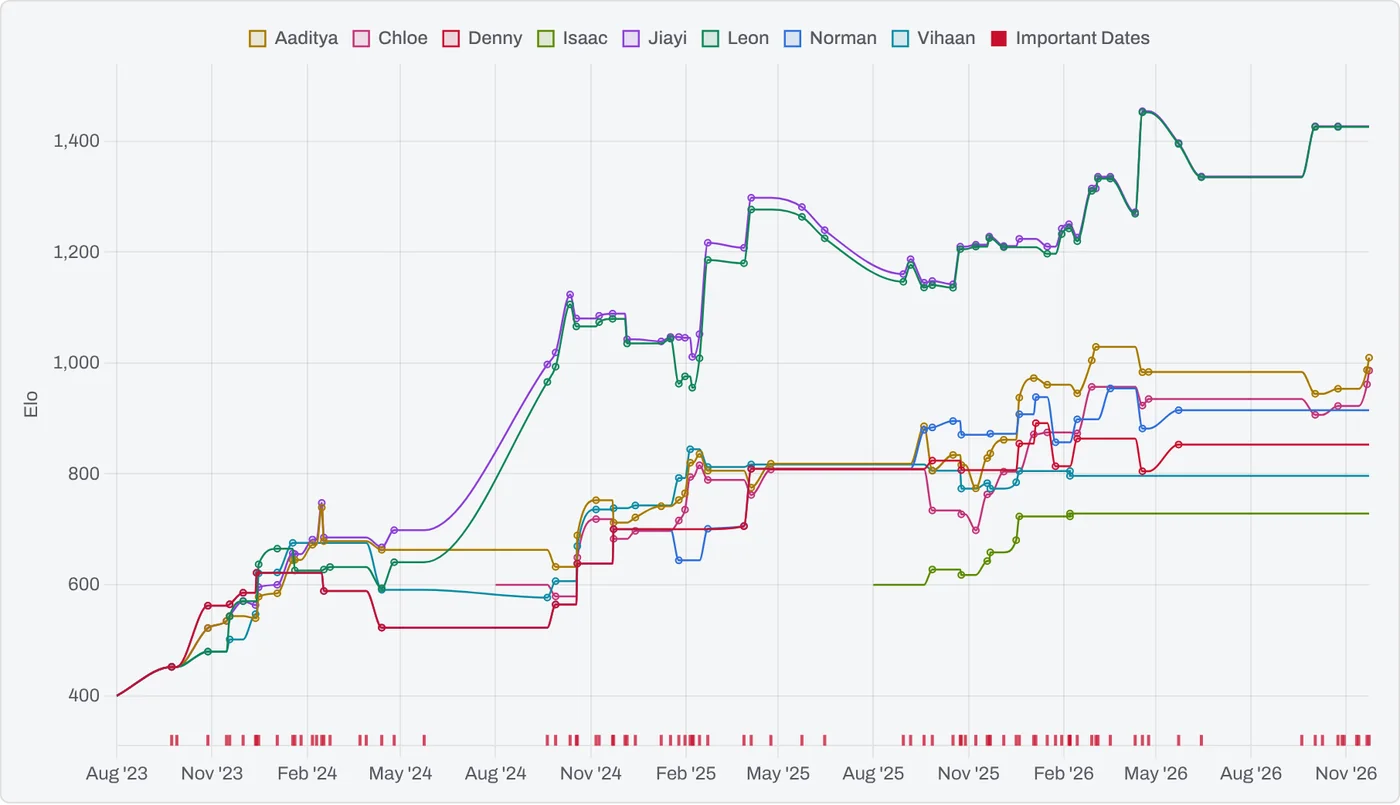 Aaditya Chloe Denny Isaac Jiayi Leon Norman Vihaan Important Dates
1,400
1,200
1,000
800
600
400
Elo
Aug '23 Nov '23 Feb '24 May '24 Aug '24 Nov '24 Feb '25 May '25 Aug '25 Nov '25 Feb '26 May '26 Aug '26 Nov '26